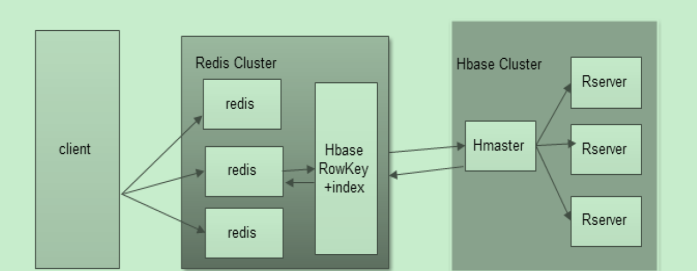 client
Redis Cluster
redis
redis
redis
Hbase
RowKey
+index
Hbase Cluster
Hmaster
Rserver
Rserver
Rserver